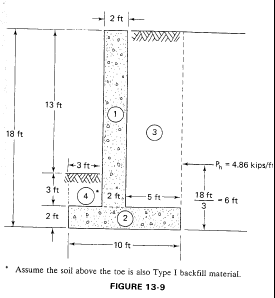 2 ft
13 ft
1
3
18 ft
Pₕ = 4.86 kips/f
3 ft
3 ft
4 *
2 ft
5 ft
18 ft
3
= 6 ft
2 ft
2
10 ft
* Assume the soil above the toe is also Type I backfill material.
FIGURE 13-9